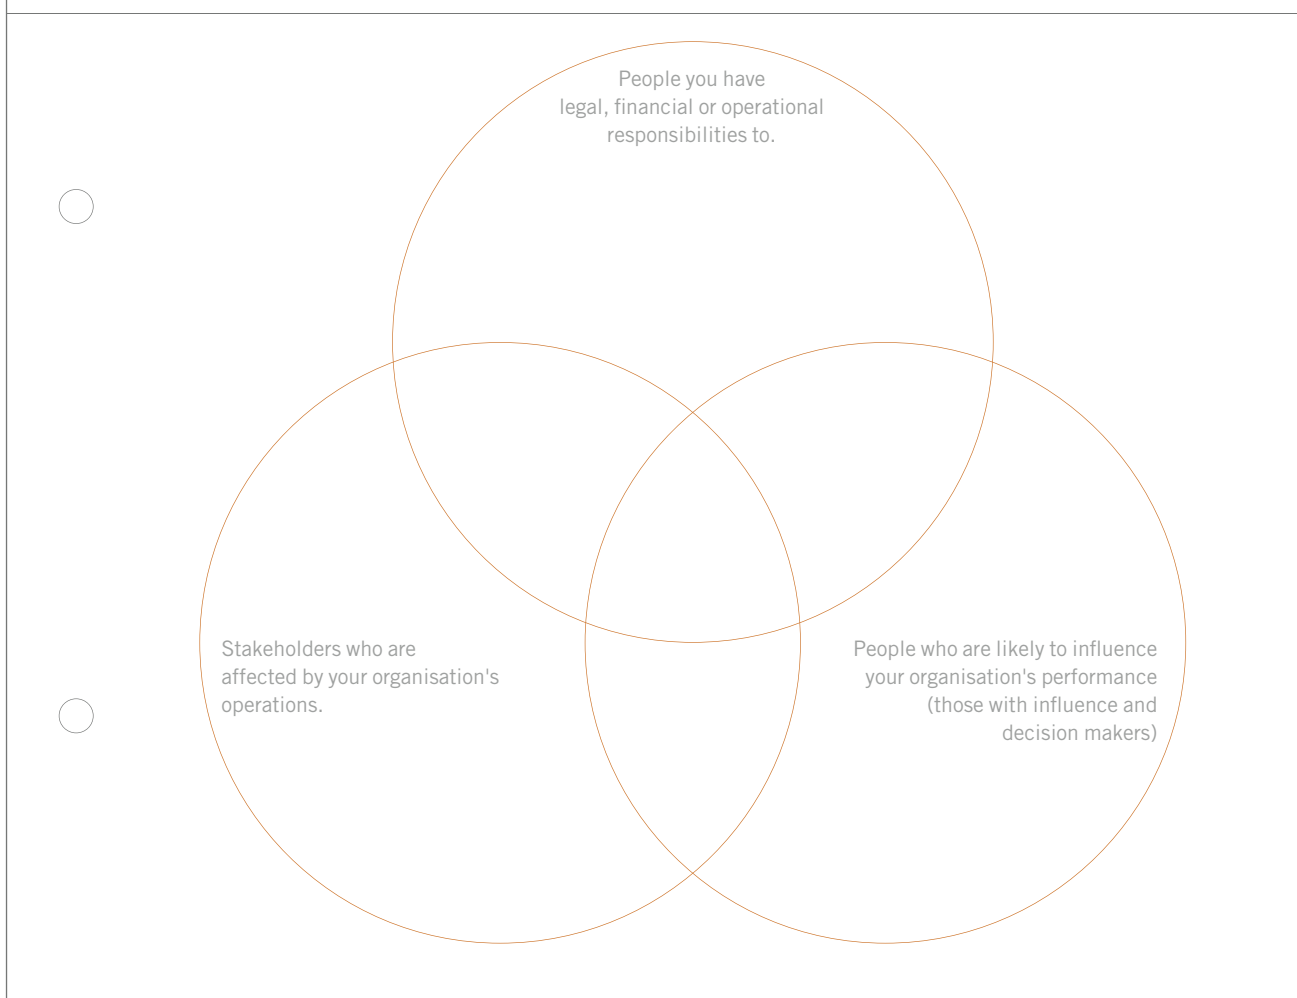 People you have
legal, financial or operational
responsibilities to.
Stakeholders who are
affected by your organisation's
operations.
People who are likely to influence
your organisation's performance
(those with influence and
decision makers)